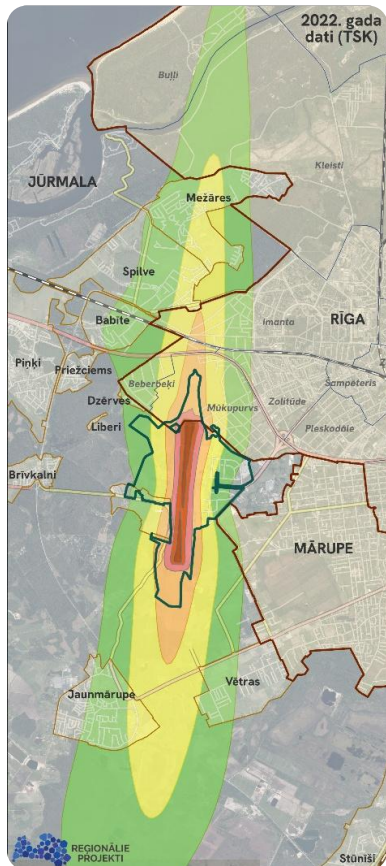 2022. gada
dati (TSK)
Buļļi
Kleisti
JŪRMALA
Mežāres
Spilve
Babīte
Imanta
RĪGA
Piņķi
Priežciems
Beberbeķi
Šampēteris
Dzērves
Mūkupurvs
Zolitūde
Liberi
Pleskodāle
Brīvkalni
MĀRUPE
Vētras
Jaunmārupe
REĢIONĀLIE
PROJEKTI
Stūnīši